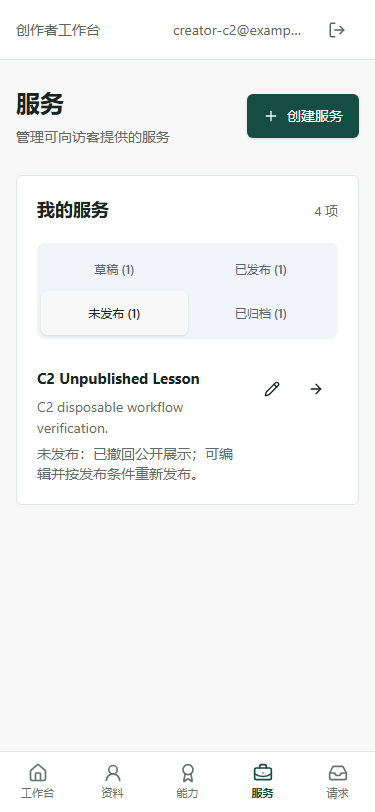 创作者工作台
creator-c2@examp...
服务
管理可向访客提供的服务
创建服务
我的服务
4 项
草稿 (1)
已发布 (1)
未发布 (1)
已归档 (1)
C2 Unpublished Lesson
C2 disposable workflow
verification.
未发布：已撤回公开展示；可编
辑并按发布条件重新发布。
工作台
资料
能力
服务
请求